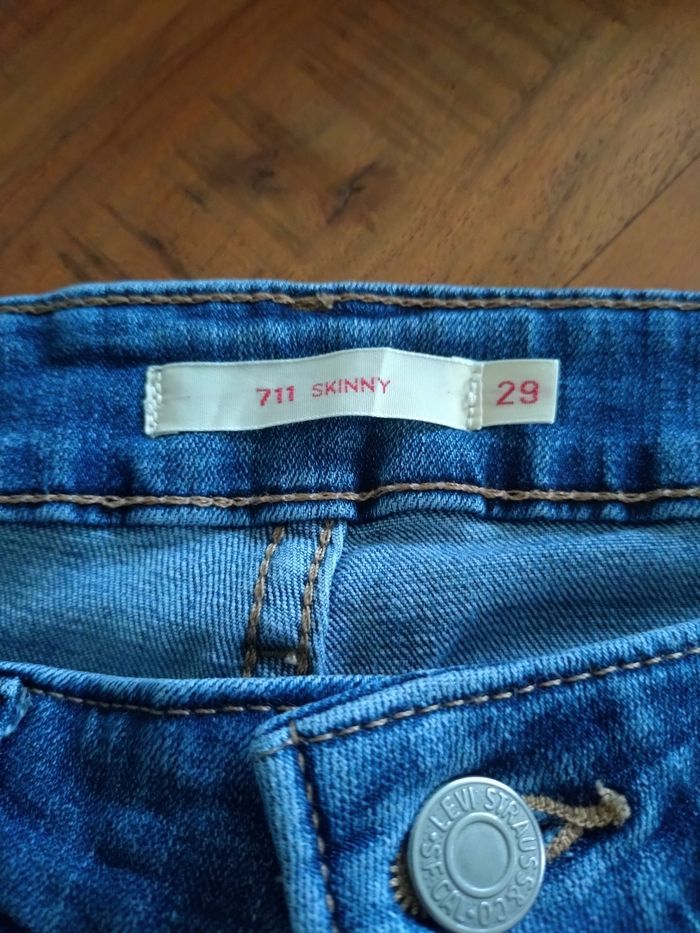 711 SKINNY 29
LEVI STRAUSS & CO. S.F. CAL.